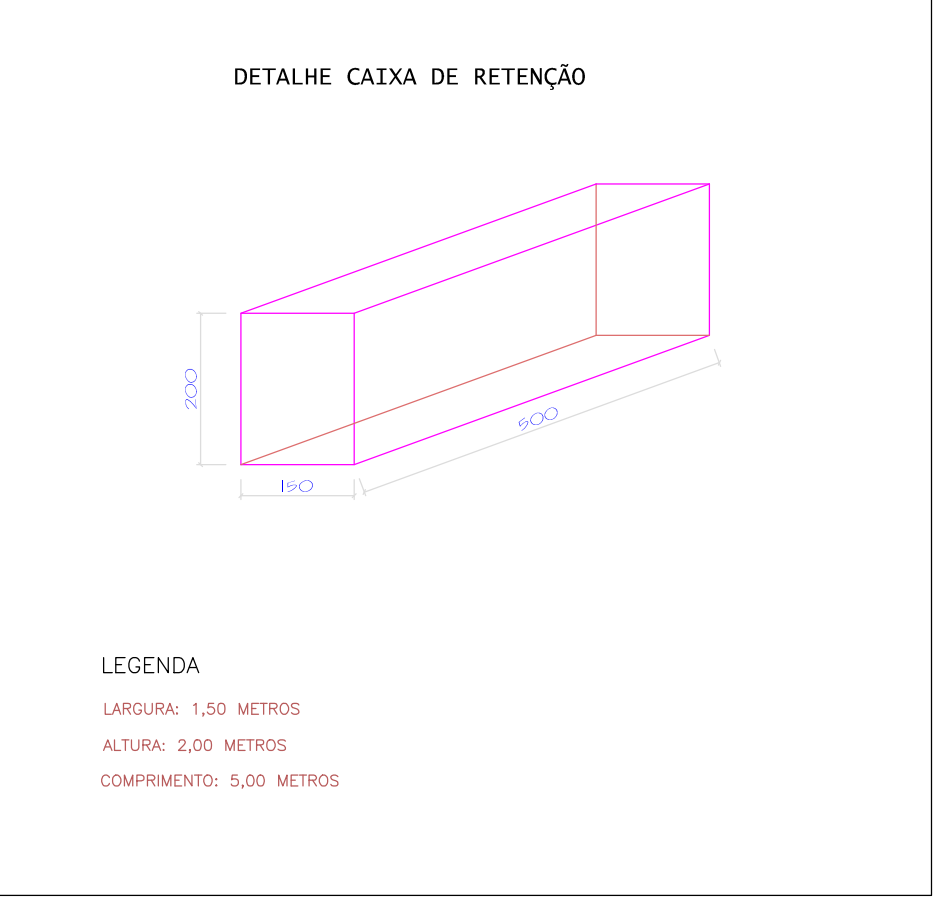 DETALHE CAIXA DE RETENÇÃO
200
500
150
LEGENDA
LARGURA: 1,50 METROS
ALTURA: 2,00 METROS
COMPRIMENTO: 5,00 METROS